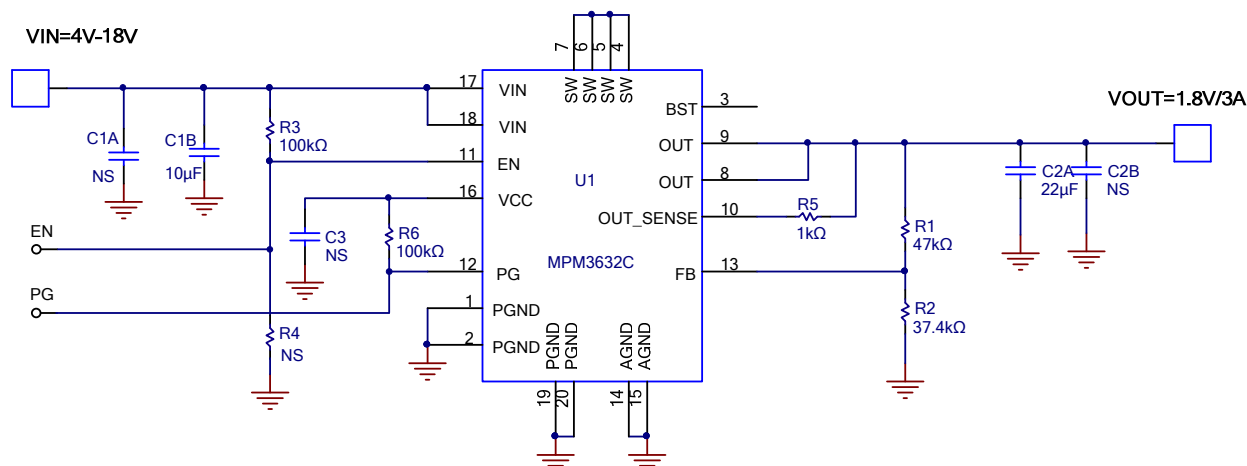 VIN=4V-18V
VOUT=1.8V/3A
C1A
NS
C1B
10µF
R3
100kΩ
EN
PG
R4
NS
C3
NS
R6
100kΩ
17
18
11
16
12
1
2
VIN
VIN
EN
VCC
PG
PGND
PGND
7
6
5
4
SW
SW
SW
SW
U1
MPM3632C
BST
OUT
OUT
OUT_SENSE
FB
3
9
8
10
13
PGND
PGND
AGND
AGND
19
20
14
15
R5
1kΩ
R1
47kΩ
R2
37.4kΩ
C2A
22µF
C2B
NS